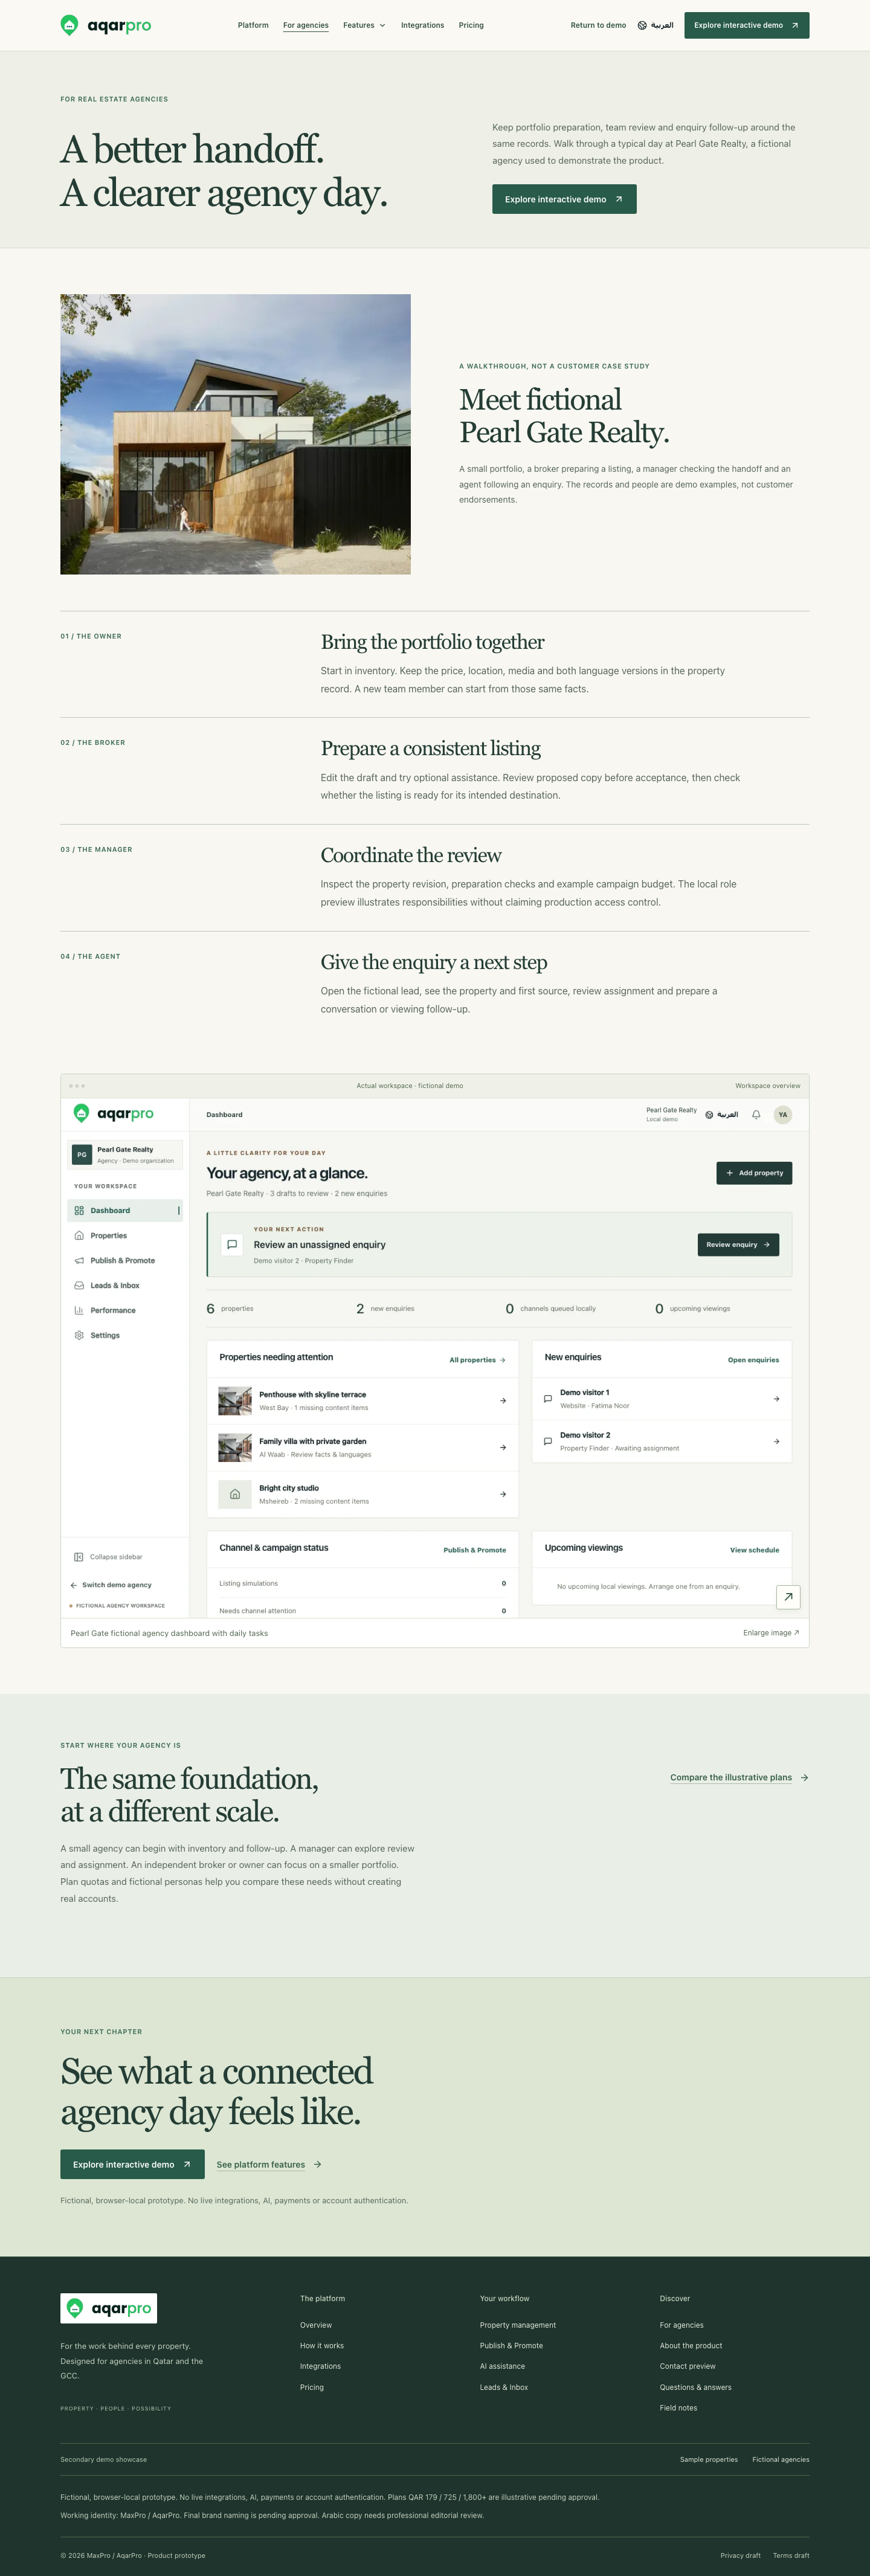 aqarpro
Platform
For agencies
Features
Integrations
Pricing
Return to demo
العربية
Explore interactive demo
FOR REAL ESTATE AGENCIES
A better handoff.
A clearer agency day.
Keep portfolio preparation, team review and enquiry follow-up around the
same records. Walk through a typical day at Pearl Gate Realty, a fictional
agency used to demonstrate the product.
Explore interactive demo
A WALKTHROUGH, NOT A CUSTOMER CASE STUDY
Meet fictional
Pearl Gate Realty.
A small portfolio, a broker preparing a listing, a manager checking the handoff and an
agent following an enquiry. The records and people are demo examples, not customer
endorsements.
01 / THE OWNER
Bring the portfolio together
Start in inventory. Keep the price, location, media and both language versions in the property
record. A new team member can start from those same facts.
02 / THE BROKER
Prepare a consistent listing
Edit the draft and try optional assistance. Review proposed copy before acceptance, then check
whether the listing is ready for its intended destination.
03 / THE MANAGER
Coordinate the review
Inspect the property revision, preparation checks and example campaign budget. The local role
preview illustrates responsibilities without claiming production access control.
04 / THE AGENT
Give the enquiry a next step
Open the fictional lead, see the property and first source, review assignment and prepare a
conversation or viewing follow-up.
Actual workspace · fictional demo
Workspace overview
aqarpro
Dashboard
Pearl Gate Realty
Local demo
العربية
YA
PG
Pearl Gate Realty
Agency · Demo organization
YOUR WORKSPACE
Dashboard
Properties
Publish & Promote
Leads & Inbox
Performance
Settings
Collapse sidebar
Switch demo agency
FICTIONAL AGENCY WORKSPACE
A LITTLE CLARITY FOR YOUR DAY
Your agency, at a glance.
Pearl Gate Realty · 3 drafts to review · 2 new enquiries
Add property
YOUR NEXT ACTION
Review an unassigned enquiry
Demo visitor 2 · Property Finder
Review enquiry
6 properties
2 new enquiries
0 channels queued locally
0 upcoming viewings
Properties needing attention
All properties
Penthouse with skyline terrace
West Bay · 1 missing content items
Family villa with private garden
Al Waab · Review facts & languages
Bright city studio
Msheireb · 2 missing content items
New enquiries
Open enquiries
Demo visitor 1
Website · Fatima Noor
Demo visitor 2
Property Finder · Awaiting assignment
Channel & campaign status
Publish & Promote
Listing simulations 0
Needs channel attention 0
Upcoming viewings
View schedule
No upcoming local viewings. Arrange one from an enquiry.
Pearl Gate fictional agency dashboard with daily tasks
Enlarge image ↗
START WHERE YOUR AGENCY IS
The same foundation,
at a different scale.
Compare the illustrative plans
A small agency can begin with inventory and follow-up. A manager can explore review
and assignment. An independent broker or owner can focus on a smaller portfolio.
Plan quotas and fictional personas help you compare these needs without creating
real accounts.
YOUR NEXT CHAPTER
See what a connected
agency day feels like.
Explore interactive demo
See platform features
Fictional, browser-local prototype. No live integrations, AI, payments or account authentication.
aqarpro
For the work behind every property.
Designed for agencies in Qatar and the
GCC.
PROPERTY · PEOPLE · POSSIBILITY
The platform
Overview
How it works
Integrations
Pricing
Your workflow
Property management
Publish & Promote
AI assistance
Leads & Inbox
Discover
For agencies
About the product
Contact preview
Questions & answers
Field notes
Secondary demo showcase
Sample properties
Fictional agencies
Fictional, browser-local prototype. No live integrations, AI, payments or account authentication. Plans QAR 179 / 725 / 1,800+ are illustrative pending approval.
Working identity: MaxPro / AqarPro. Final brand naming is pending approval. Arabic copy needs professional editorial review.
© 2026 MaxPro / AqarPro · Product prototype
Privacy draft
Terms draft